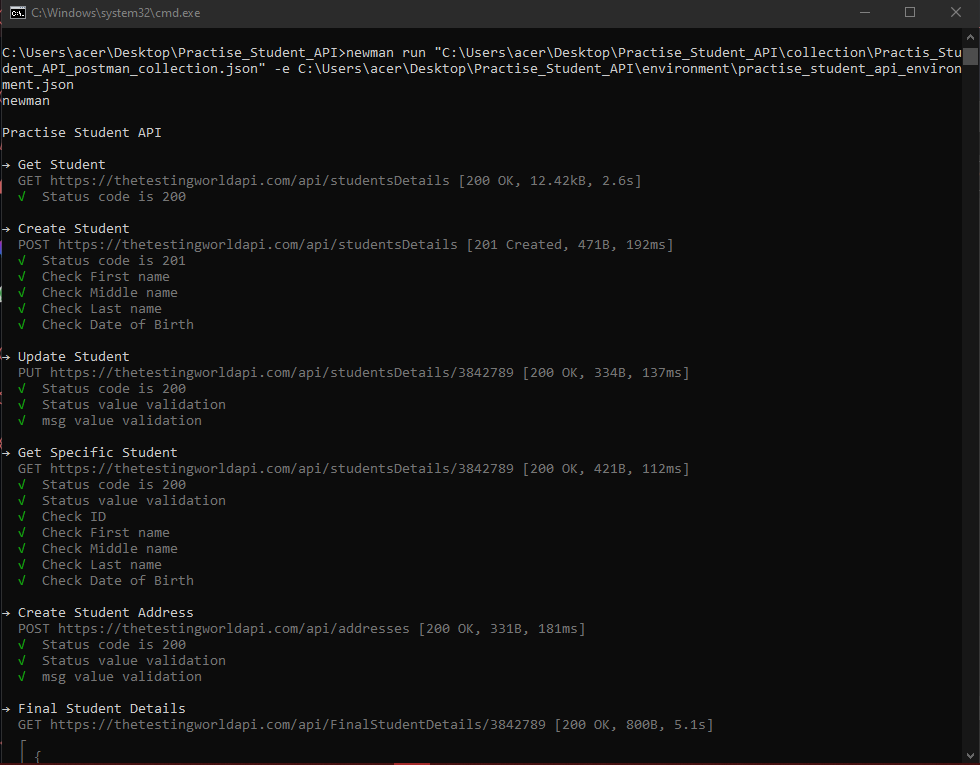 C:\Windows\system32\cmd.exe
C:\Users\acer\Desktop\Practise_Student_API>newman run "C:\Users\acer\Desktop\Practise_Student_API\collection\Practis_Stu
dent_API_postman_collection.json" -e C:\Users\acer\Desktop\Practise_Student_API\environment\practise_student_api_environ
ment.json
newman
Practise Student API
→ Get Student
GET https://thetestingworldapi.com/api/studentsDetails [200 OK, 12.42kB, 2.6s]
√ Status code is 200
→ Create Student
POST https://thetestingworldapi.com/api/studentsDetails [201 Created, 471B, 192ms]
√ Status code is 201
√ Check First name
√ Check Middle name
√ Check Last name
√ Check Date of Birth
→ Update Student
PUT https://thetestingworldapi.com/api/studentsDetails/3842789 [200 OK, 334B, 137ms]
√ Status code is 200
√ Status value validation
√ msg value validation
→ Get Specific Student
GET https://thetestingworldapi.com/api/studentsDetails/3842789 [200 OK, 421B, 112ms]
√ Status code is 200
√ Status value validation
√ Check ID
√ Check First name
√ Check Middle name
√ Check Last name
√ Check Date of Birth
→ Create Student Address
POST https://thetestingworldapi.com/api/addresses [200 OK, 331B, 181ms]
√ Status code is 200
√ Status value validation
√ msg value validation
→ Final Student Details
GET https://thetestingworldapi.com/api/FinalStudentDetails/3842789 [200 OK, 800B, 5.1s]
{